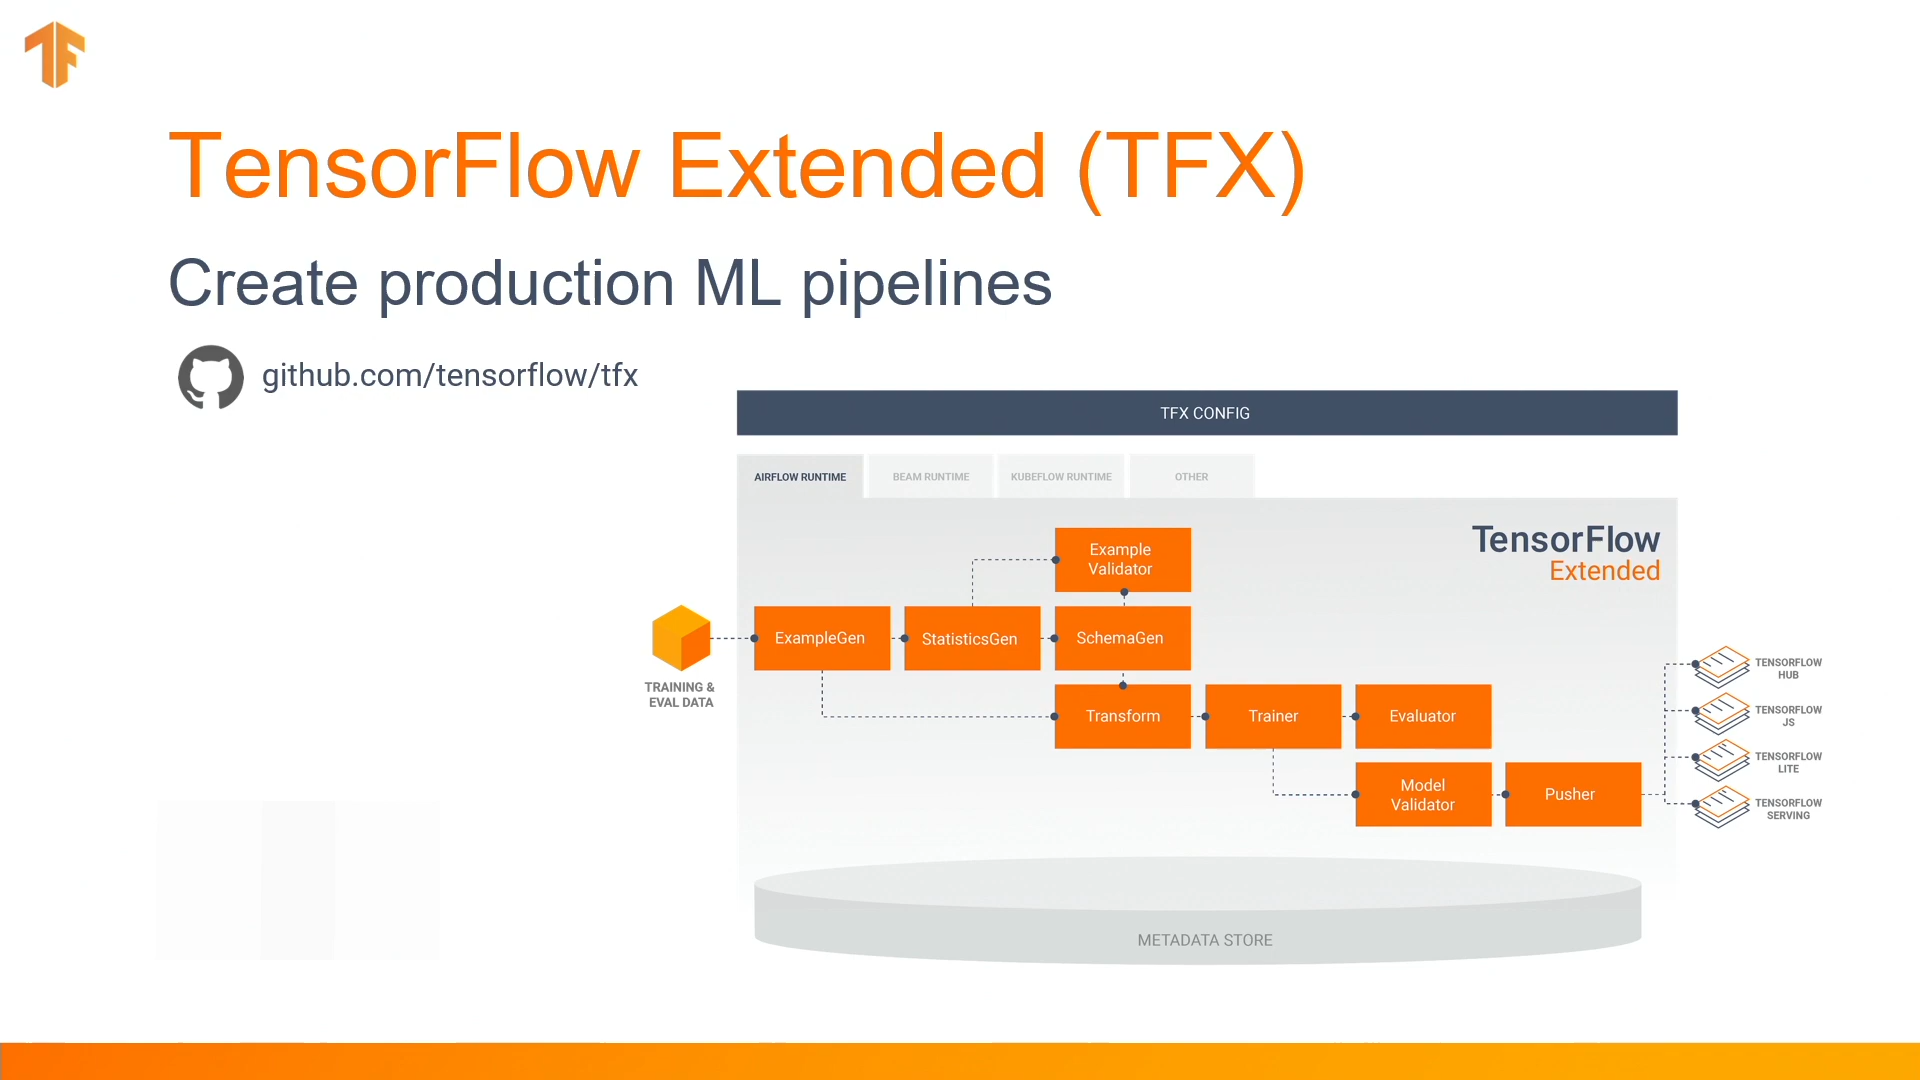 TensorFlow Extended (TFX)
Create production ML pipelines
github.com/tensorflow/tfx
TFX CONFIG
AIRFLOW RUNTIME
BEAM RUNTIME
KUBEFLOW RUNTIME
OTHER
TensorFlow
Extended
Example
Validator
ExampleGen
StatisticsGen
SchemaGen
TRAINING &
EVAL DATA
Transform
Trainer
Evaluator
Model
Validator
Pusher
TENSORFLOW
HUB
TENSORFLOW
JS
TENSORFLOW
LITE
TENSORFLOW
SERVING
METADATA STORE